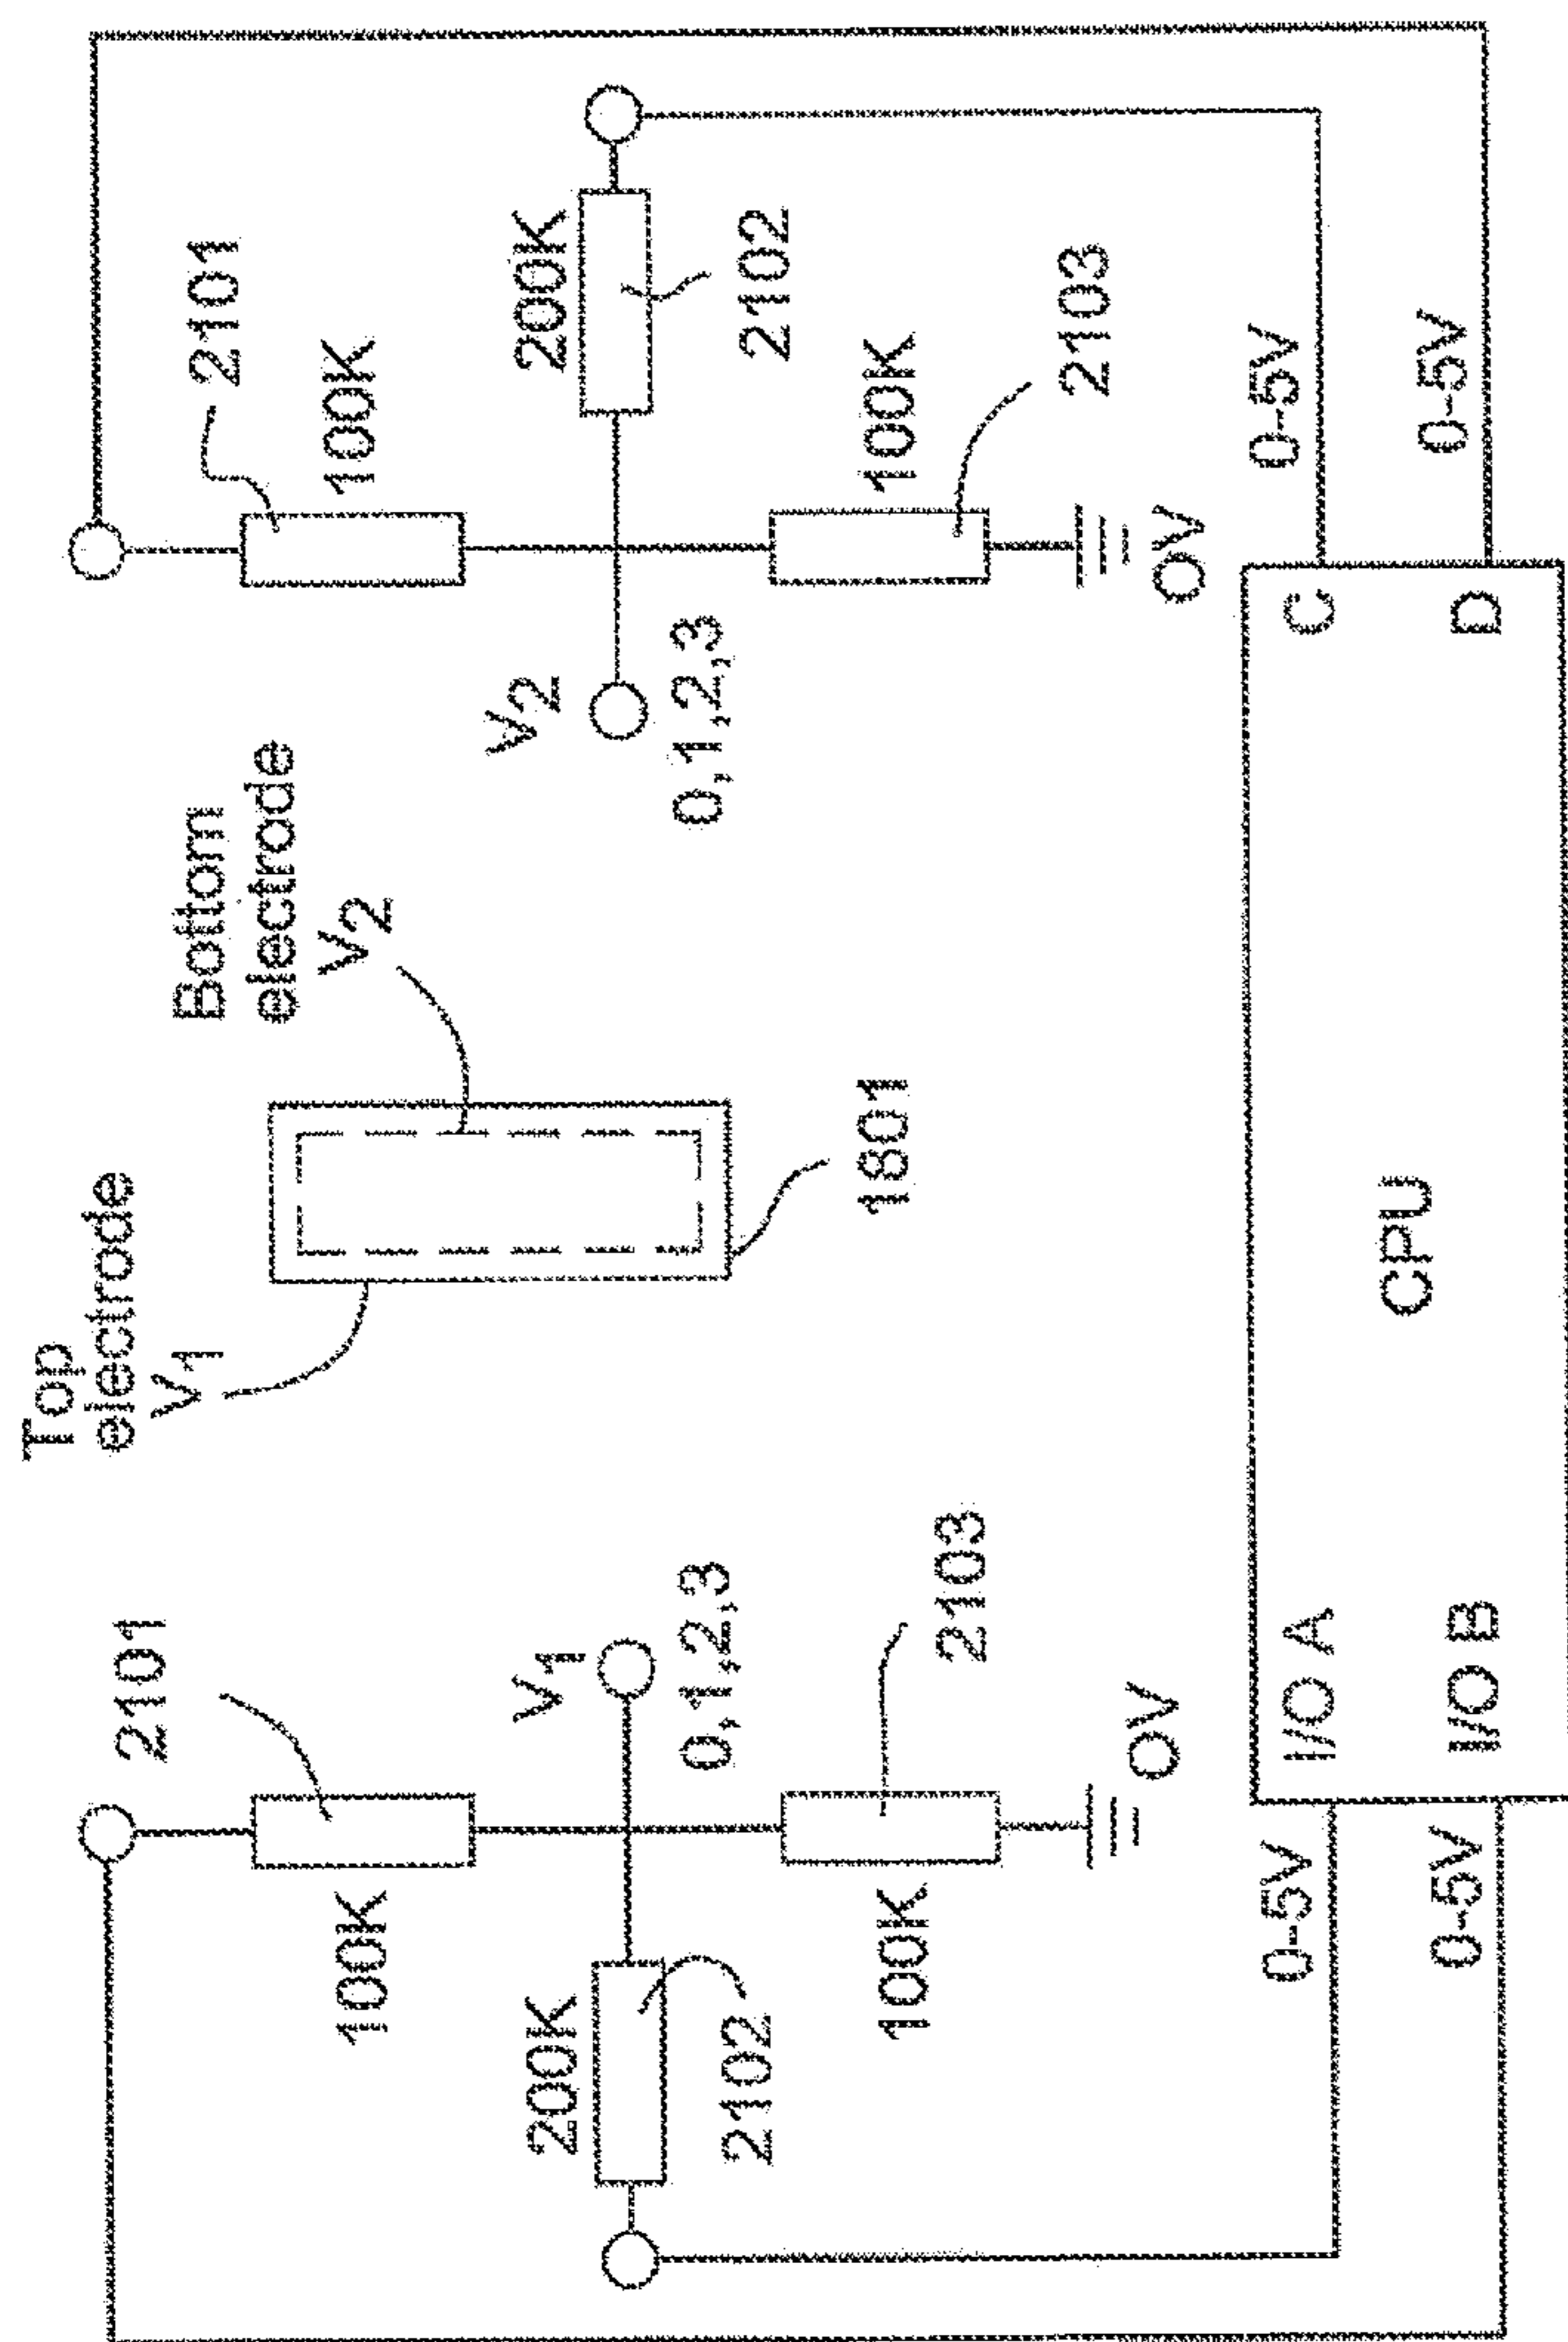 Top
electrode
V1
Bottom
electrode
V2
2101
100K
200K
2102
V1
0,1,2,3
100K
2103
0V
1801
2101
100K
200K
2102
V2
0,1,2,3
100K
2103
0V
0-5V
I/O A
C
0-5V
CPU
0-5V
I/O B
D
0-5V